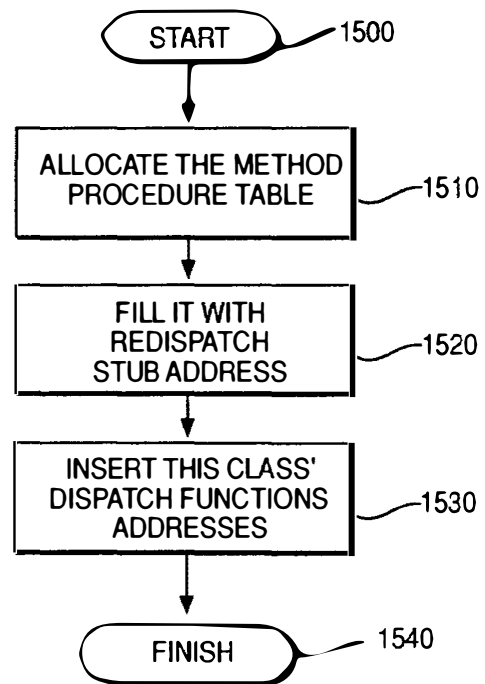 START
1500
ALLOCATE THE METHOD
PROCEDURE TABLE
1510
FILL IT WITH
REDISPATCH
STUB ADDRESS
1520
INSERT THIS CLASS'
DISPATCH FUNCTIONS
ADDRESSES
1530
FINISH
1540